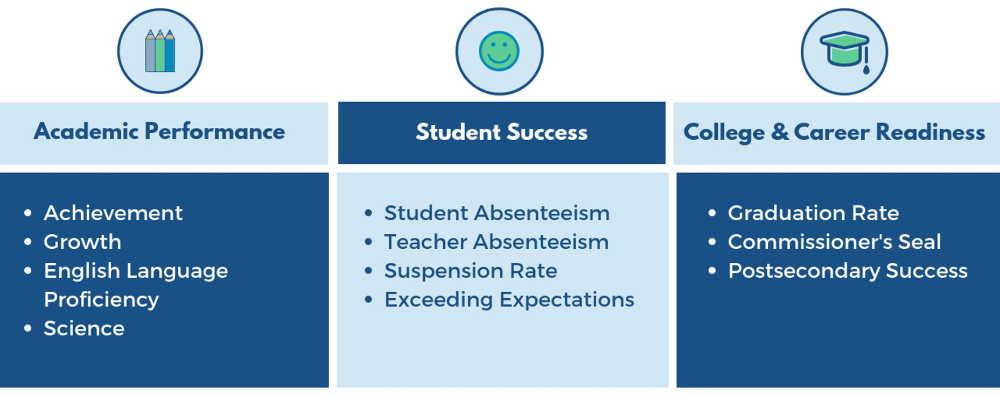 Academic Performance
Student Success
College & Career Readiness
• Achievement
• Growth
• English Language
Proficiency
• Science
• Student Absenteeism
• Teacher Absenteeism
• Suspension Rate
• Exceeding Expectations
• Graduation Rate
• Commissioner's Seal
• Postsecondary Success